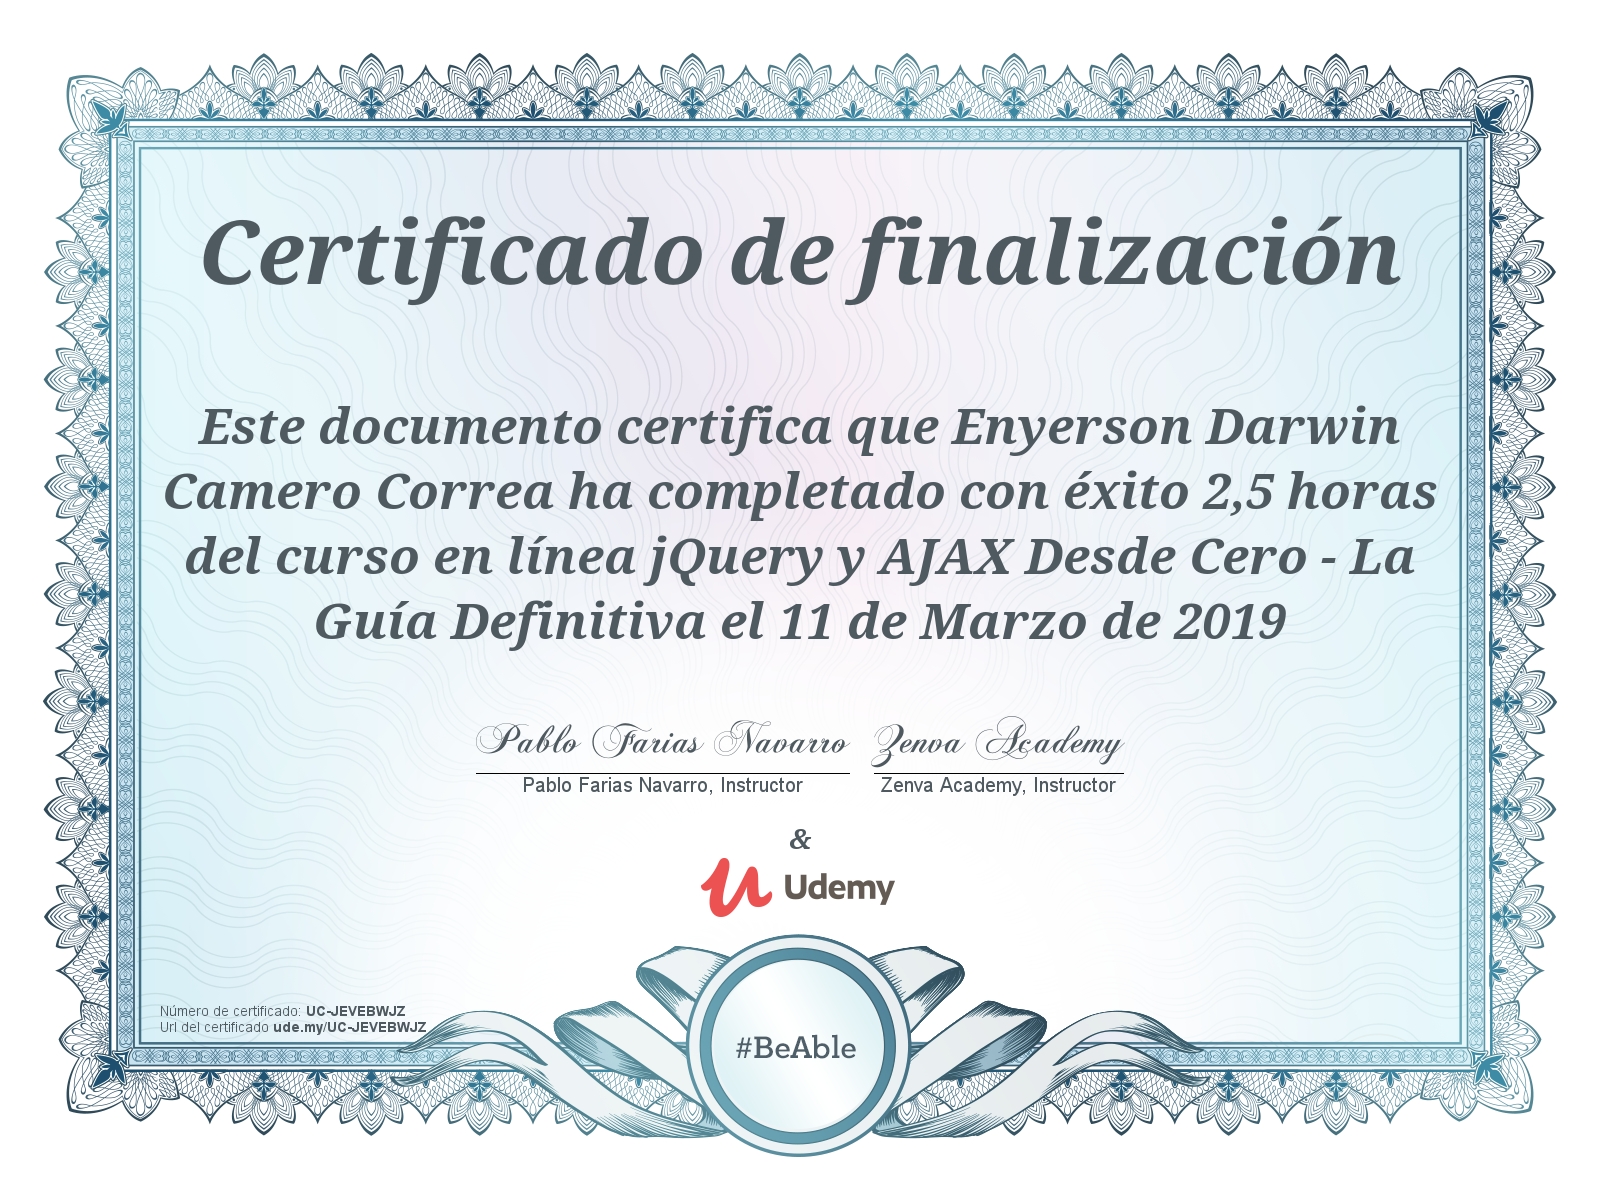 Certificado de finalización
Este documento certifica que Enyerson Darwin
Camero Correa ha completado con éxito 2,5 horas
del curso en línea jQuery y AJAX Desde Cero - La
Guía Definitiva el 11 de Marzo de 2019
Pablo Farias Navarro Zenva Academy
Pablo Farias Navarro, Instructor Zenva Academy, Instructor
&
Udemy
Número de certificado: UC-JEVEBWJZ
Url del certificado ude.my/UC-JEVEBWJZ
#BeAble